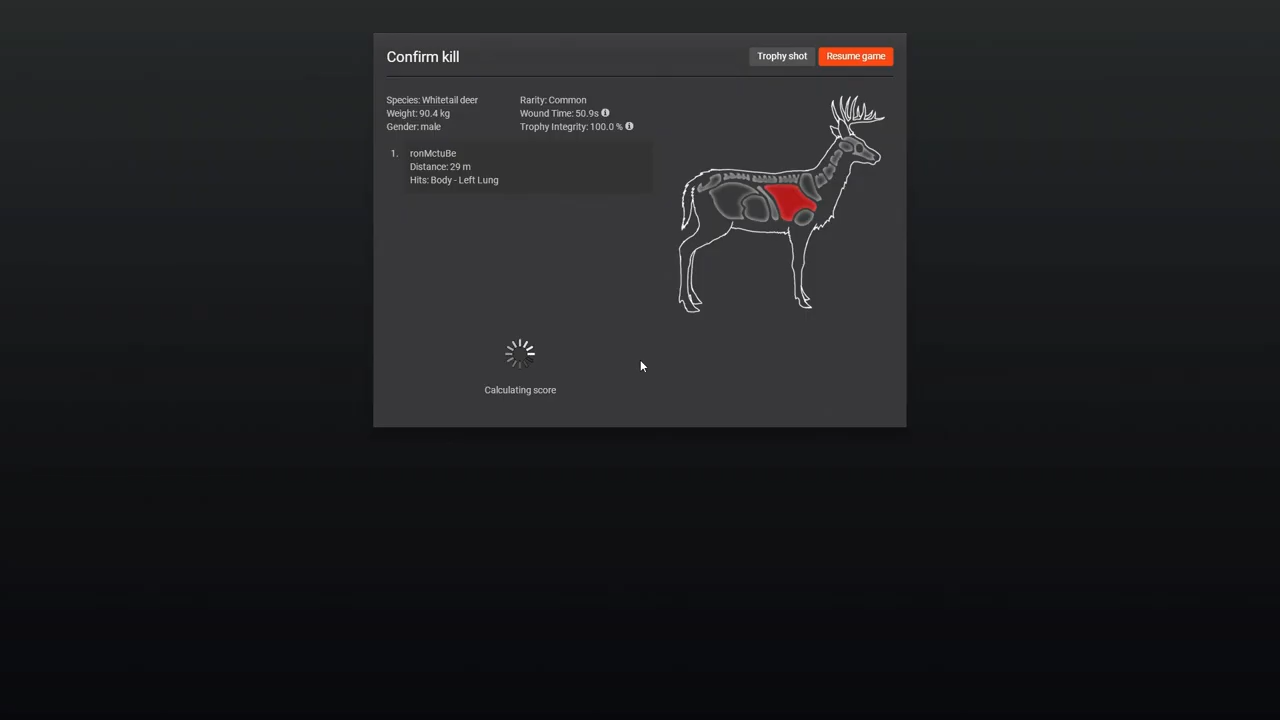 Confirm kill
Trophy shot
Resume game
Species: Whitetail deer
Weight: 90.4 kg
Gender: male
Rarity: Common
Wound Time: 50.9s
Trophy Integrity: 100.0 %
1.
ronMctuBe
Distance: 29 m
Hits: Body - Left Lung
Calculating score